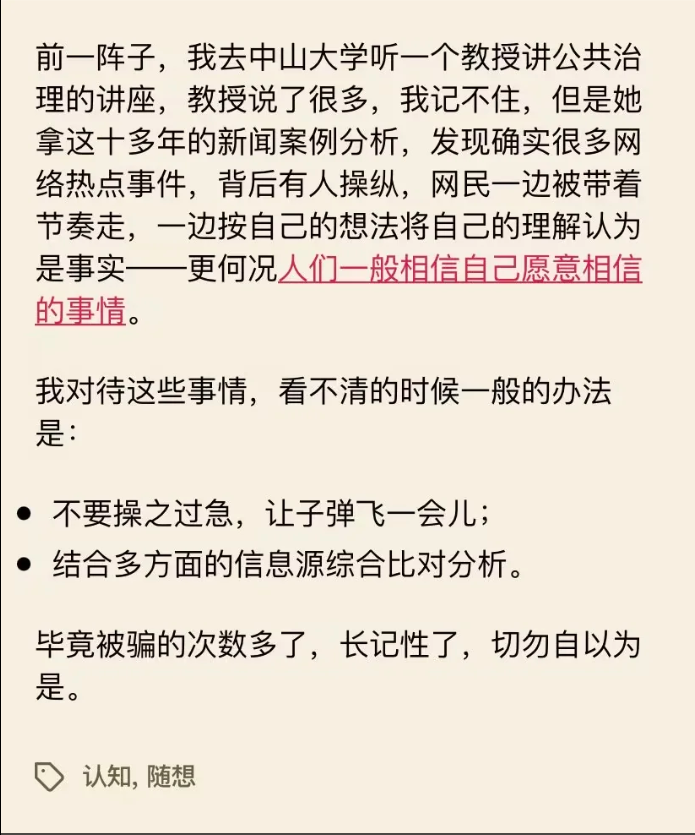 前一阵子，我去中山大学听一个教授讲公共治
理的讲座，教授说了很多，我记不住，但是她
拿这十多年的新闻案例分析，发现确实很多网
络热点事件，背后有人操纵，网民一边被带着
节奏走，一边按自己的想法将自己的理解认为
是事实——更何况人们一般相信自己愿意相信
的事情。
我对待这些事情，看不清的时候一般的办法
是：
● 不要操之过急，让子弹飞一会儿；
● 结合多方面的信息源综合比对分析。
毕竟被骗的次数多了，长记性了，切勿自以为
是。
认知, 随想